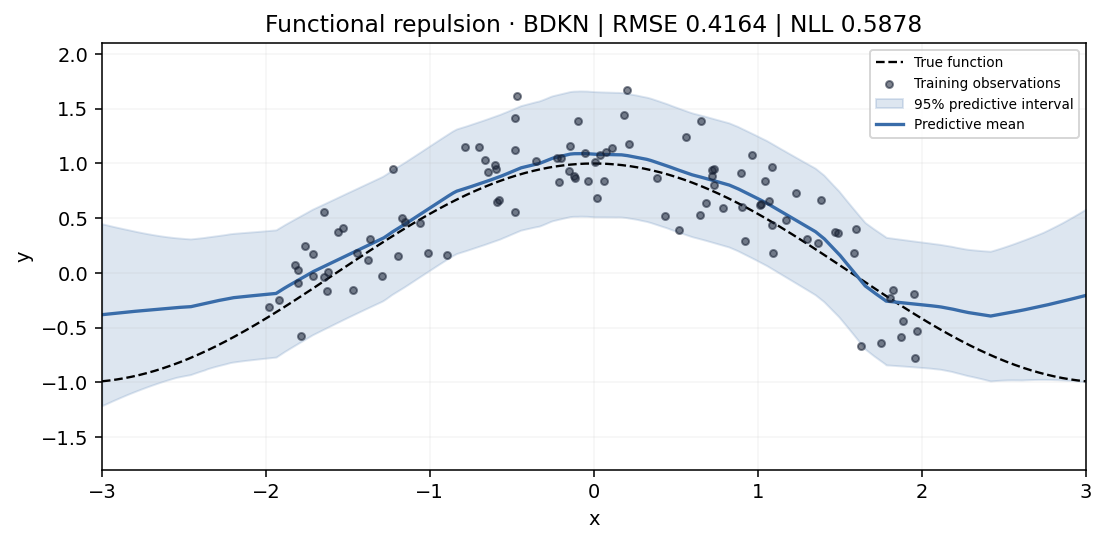 Functional repulsion · BDKN | RMSE 0.4164 | NLL 0.5878
True function
Training observations
95% predictive interval
Predictive mean
y
2.0
1.5
1.0
0.5
0.0
−0.5
−1.0
−1.5
−3 −2 −1 0 1 2 3
x